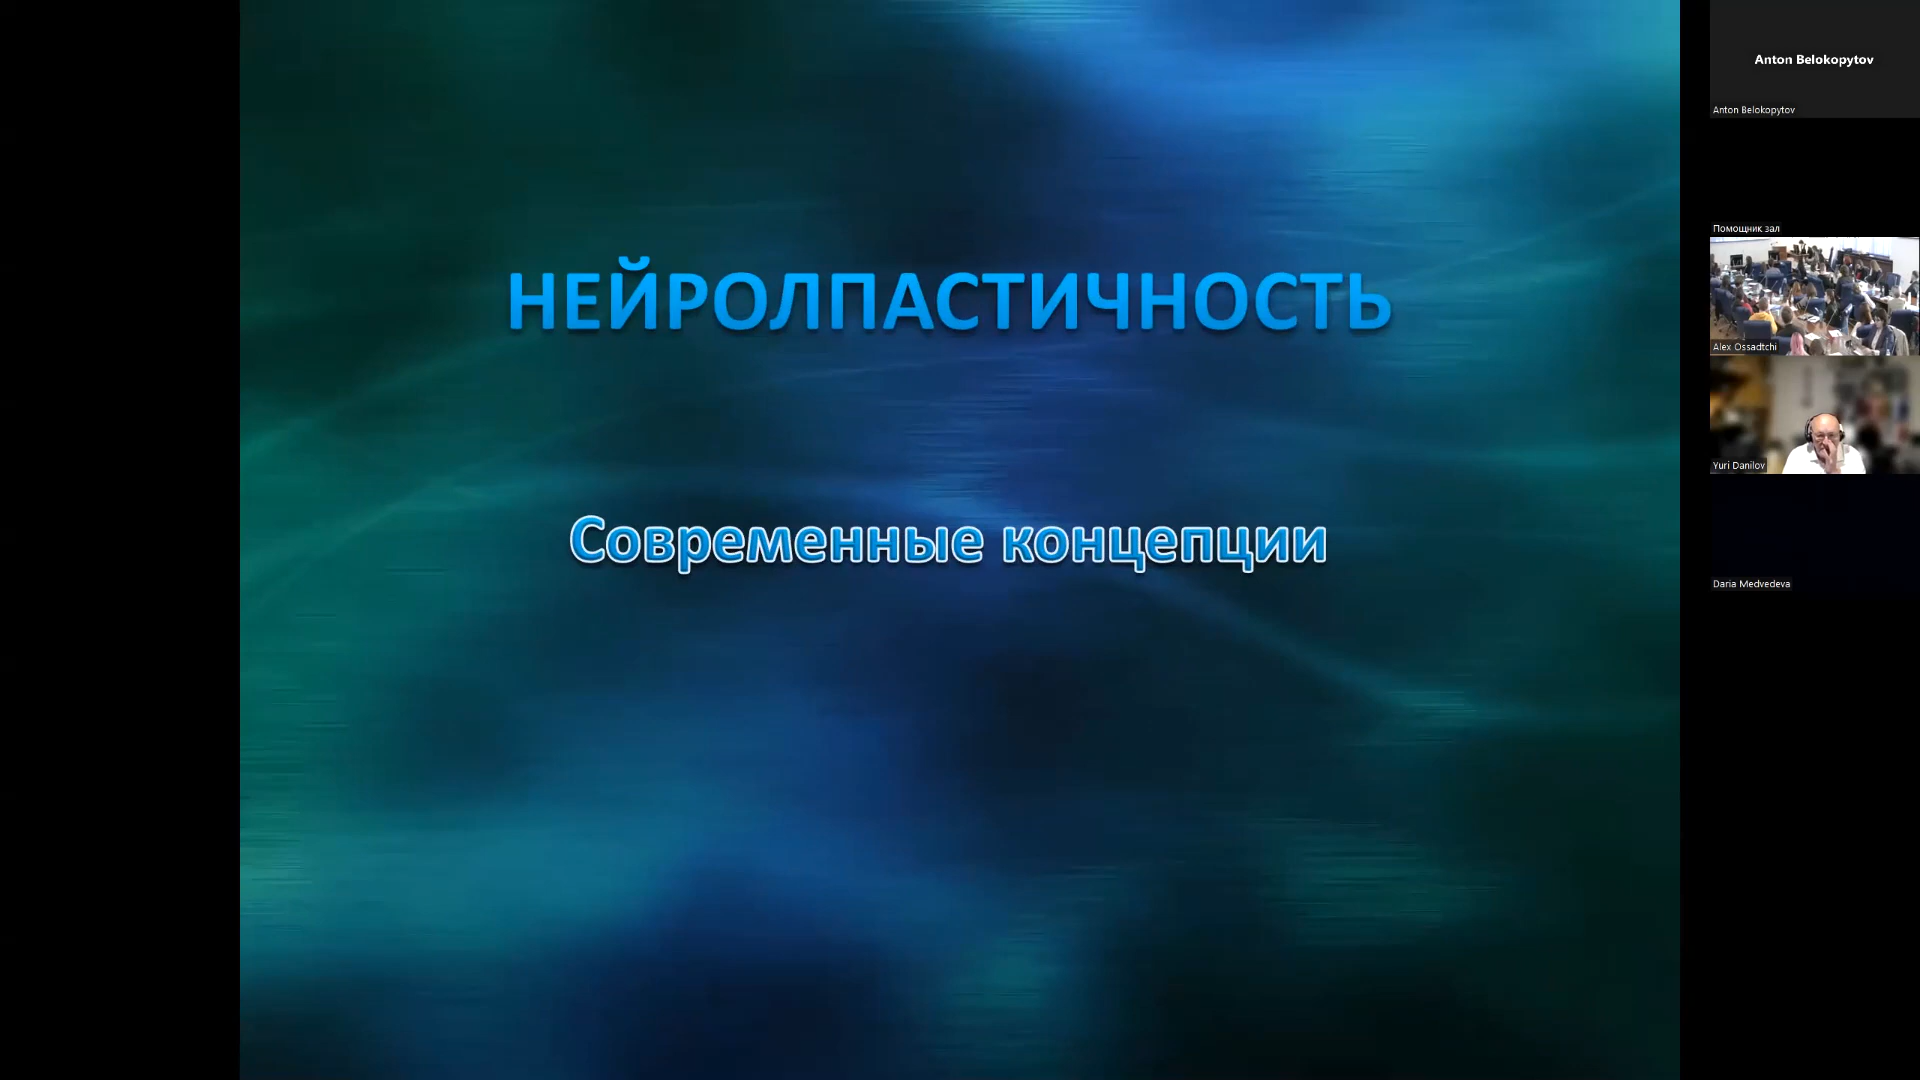 НЕЙРОЛПАСТИЧНОСТЬ
Современные концепции
Anton Belokopytov
Anton Belokopytov
Помощник зал
Alex Ossadtchi
Yuri Danilov
Daria Medvedeva